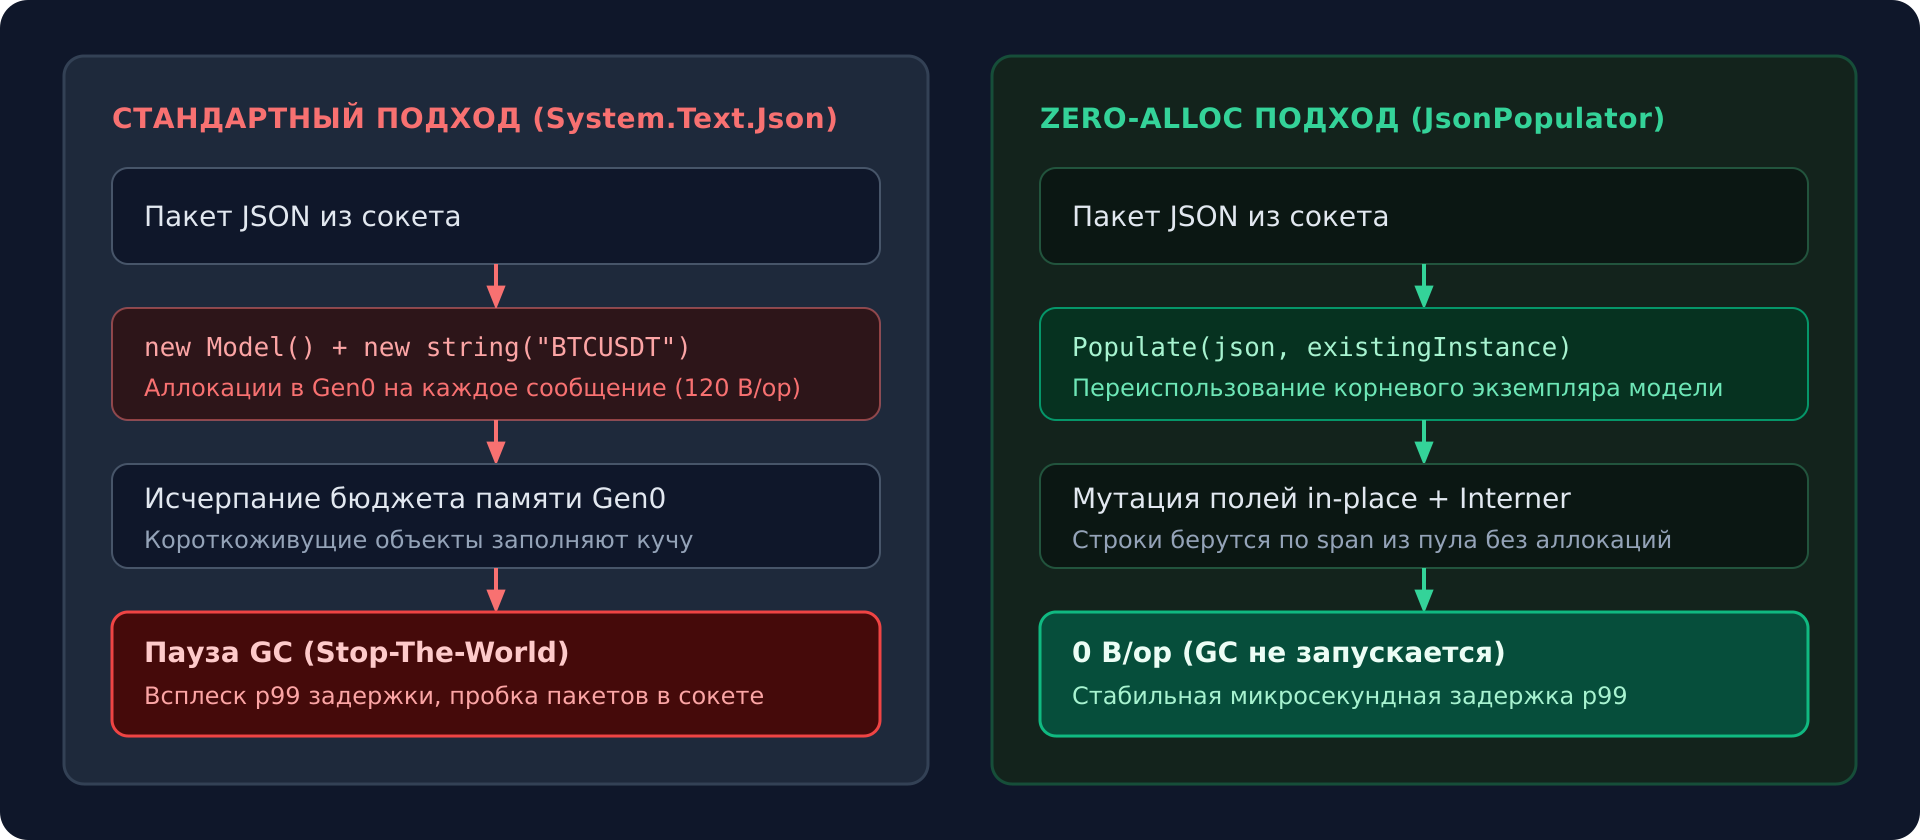 СТАНДАРТНЫЙ ПОДХОД (System.Text.Json)
Пакет JSON из сокета
new Model() + new string("BTCUSDT")
Аллокации в Gen0 на каждое сообщение (120 B/op)
Исчерпание бюджета памяти Gen0
Короткоживущие объекты заполняют кучу
Пауза GC (Stop-The-World)
Всплеск p99 задержки, пробка пакетов в сокете
ZERO-ALLOC ПОДХОД (JsonPopulator)
Пакет JSON из сокета
Populate(json, existingInstance)
Переиспользование корневого экземпляра модели
Мутация полей in-place + Interner
Строки берутся по span из пула без аллокаций
0 B/op (GC не запускается)
Стабильная микросекундная задержка p99